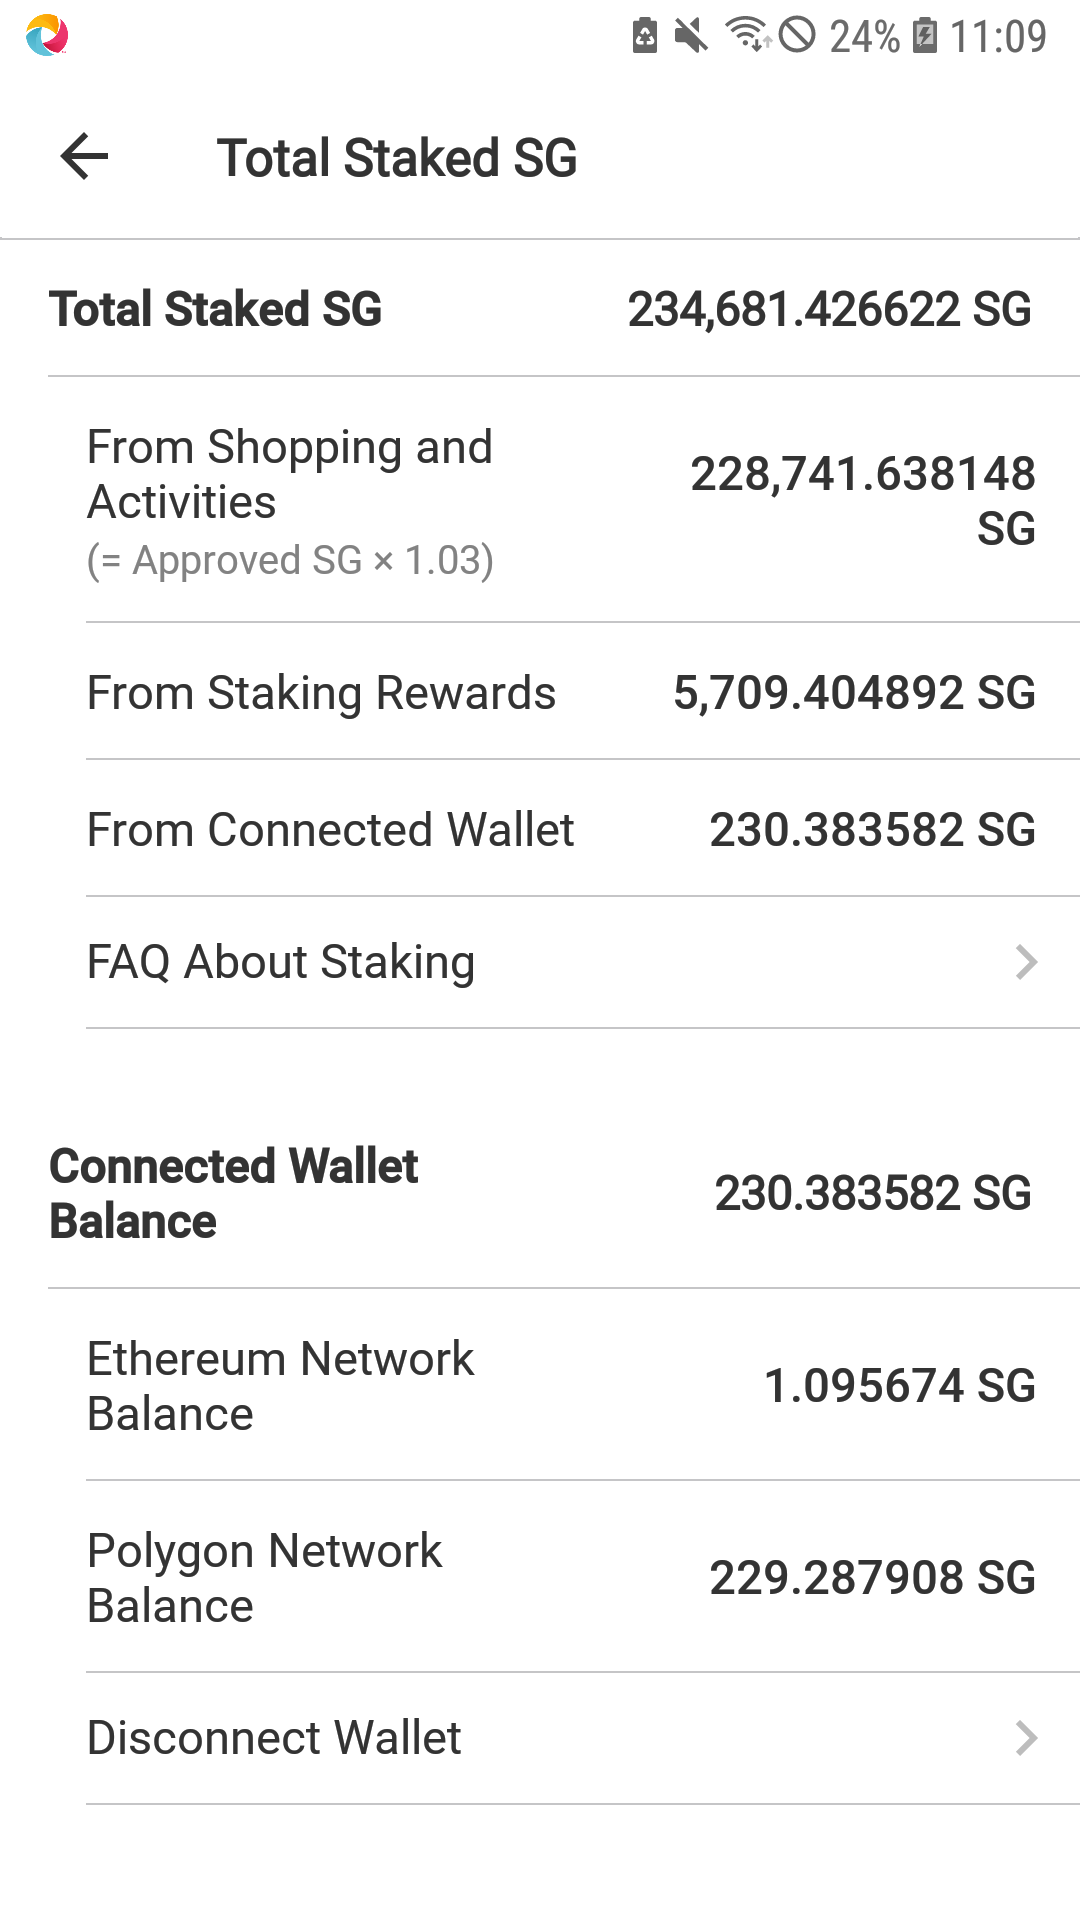 24% 11:09
Total Staked SG
Total Staked SG 234,681.426622 SG
From Shopping and
Activities
(= Approved SG × 1.03)
228,741.638148
SG
From Staking Rewards 5,709.404892 SG
From Connected Wallet 230.383582 SG
FAQ About Staking
Connected Wallet
Balance
230.383582 SG
Ethereum Network
Balance
1.095674 SG
Polygon Network
Balance
229.287908 SG
Disconnect Wallet